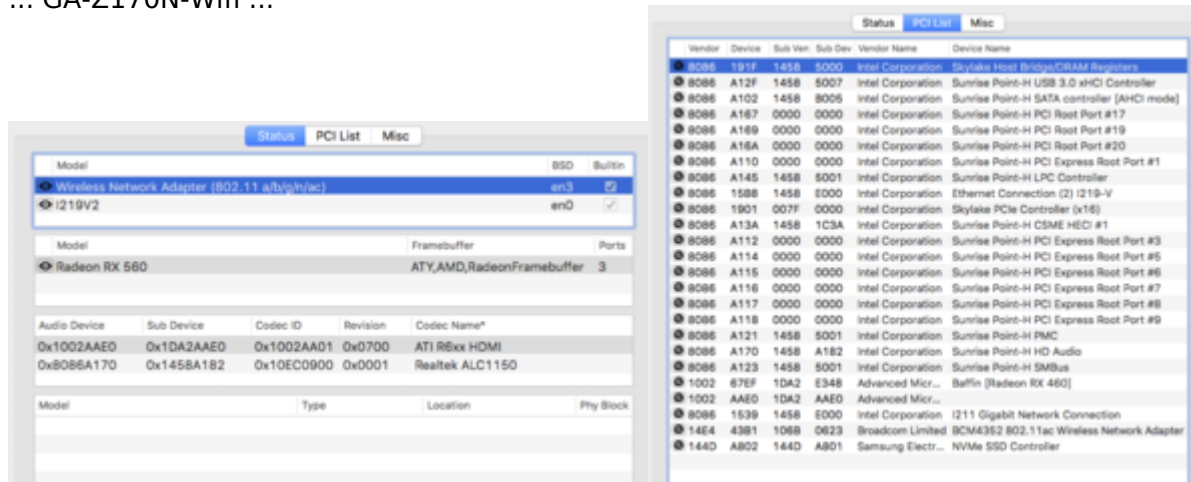 ... GA-Z170N-Wifi ...
Status PCI List Misc
Model BSD Builtin
Wireless Network Adapter (802.11 a/b/g/n/ac) en3
I219V2 en0
Model Framebuffer Ports
Radeon RX 560 ATY,AMD,RadeonFramebuffer 3
Audio Device Sub Device Codec ID Revision Codec Name*
0x1002AAE0 0x1DA2AAE0 0x1002AA01 0x0700 ATI R6xx HDMI
0x8086A170 0x1458A182 0x10EC0900 0x0001 Realtek ALC1150
Model Type Location Phy Block
Status PCI List Misc
Vendor Device Sub Ven Sub Dev Vendor Name Device Name
8086 191F 1458 5000 Intel Corporation Skylake Host Bridge/DRAM Registers
8086 A12F 1458 5007 Intel Corporation Sunrise Point-H USB 3.0 xHCI Controller
8086 A102 1458 B005 Intel Corporation Sunrise Point-H SATA controller [AHCI mode]
8086 A167 0000 0000 Intel Corporation Sunrise Point-H PCI Root Port #17
8086 A169 0000 0000 Intel Corporation Sunrise Point-H PCI Root Port #19
8086 A16A 0000 0000 Intel Corporation Sunrise Point-H PCI Root Port #20
8086 A110 0000 0000 Intel Corporation Sunrise Point-H PCI Express Root Port #1
8086 A145 1458 5001 Intel Corporation Sunrise Point-H LPC Controller
8086 15B8 1458 E000 Intel Corporation Ethernet Connection (2) I219-V
8086 1901 007F 0000 Intel Corporation Skylake PCIe Controller (x16)
8086 A13A 1458 1C3A Intel Corporation Sunrise Point-H CSME HECI #1
8086 A112 0000 0000 Intel Corporation Sunrise Point-H PCI Express Root Port #3
8086 A114 0000 0000 Intel Corporation Sunrise Point-H PCI Express Root Port #5
8086 A115 0000 0000 Intel Corporation Sunrise Point-H PCI Express Root Port #6
8086 A116 0000 0000 Intel Corporation Sunrise Point-H PCI Express Root Port #7
8086 A117 0000 0000 Intel Corporation Sunrise Point-H PCI Express Root Port #8
8086 A118 0000 0000 Intel Corporation Sunrise Point-H PCI Express Root Port #9
8086 A121 1458 5001 Intel Corporation Sunrise Point-H PMC
8086 A170 1458 A182 Intel Corporation Sunrise Point-H HD Audio
8086 A123 1458 5001 Intel Corporation Sunrise Point-H SMBus
1002 67EF 1DA2 E348 Advanced Micr... Baffin [Radeon RX 460]
1002 AAE0 1DA2 AAE0 Advanced Micr...
8086 1539 1458 E000 Intel Corporation I211 Gigabit Network Connection
14E4 43B1 106B 0623 Broadcom Limited BCM4352 802.11ac Wireless Network Adapter
144D A802 144D A801 Samsung Electr... NVMe SSD Controller